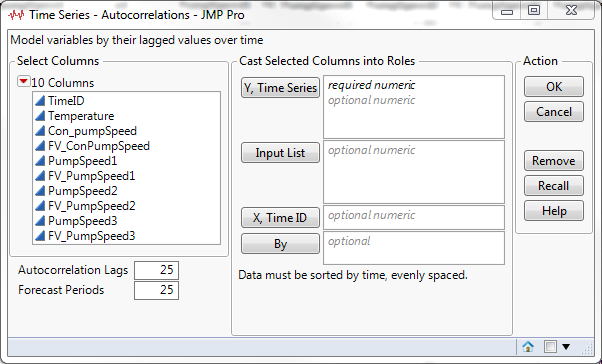 Time Series - Autocorrelations - JMP Pro
Model variables by their lagged values over time
Select Columns
10 Columns
TimeID
Temperature
Con_pumpSpeed
FV_ConPumpSpeed
PumpSpeed1
FV_PumpSpeed1
PumpSpeed2
FV_PumpSpeed2
PumpSpeed3
FV_PumpSpeed3
Autocorrelation Lags 25
Forecast Periods 25
Cast Selected Columns into Roles
Y, Time Series required numeric
optional numeric
Input List optional numeric
X, Time ID optional numeric
By optional
Data must be sorted by time, evenly spaced.
Action
OK
Cancel
Remove
Recall
Help